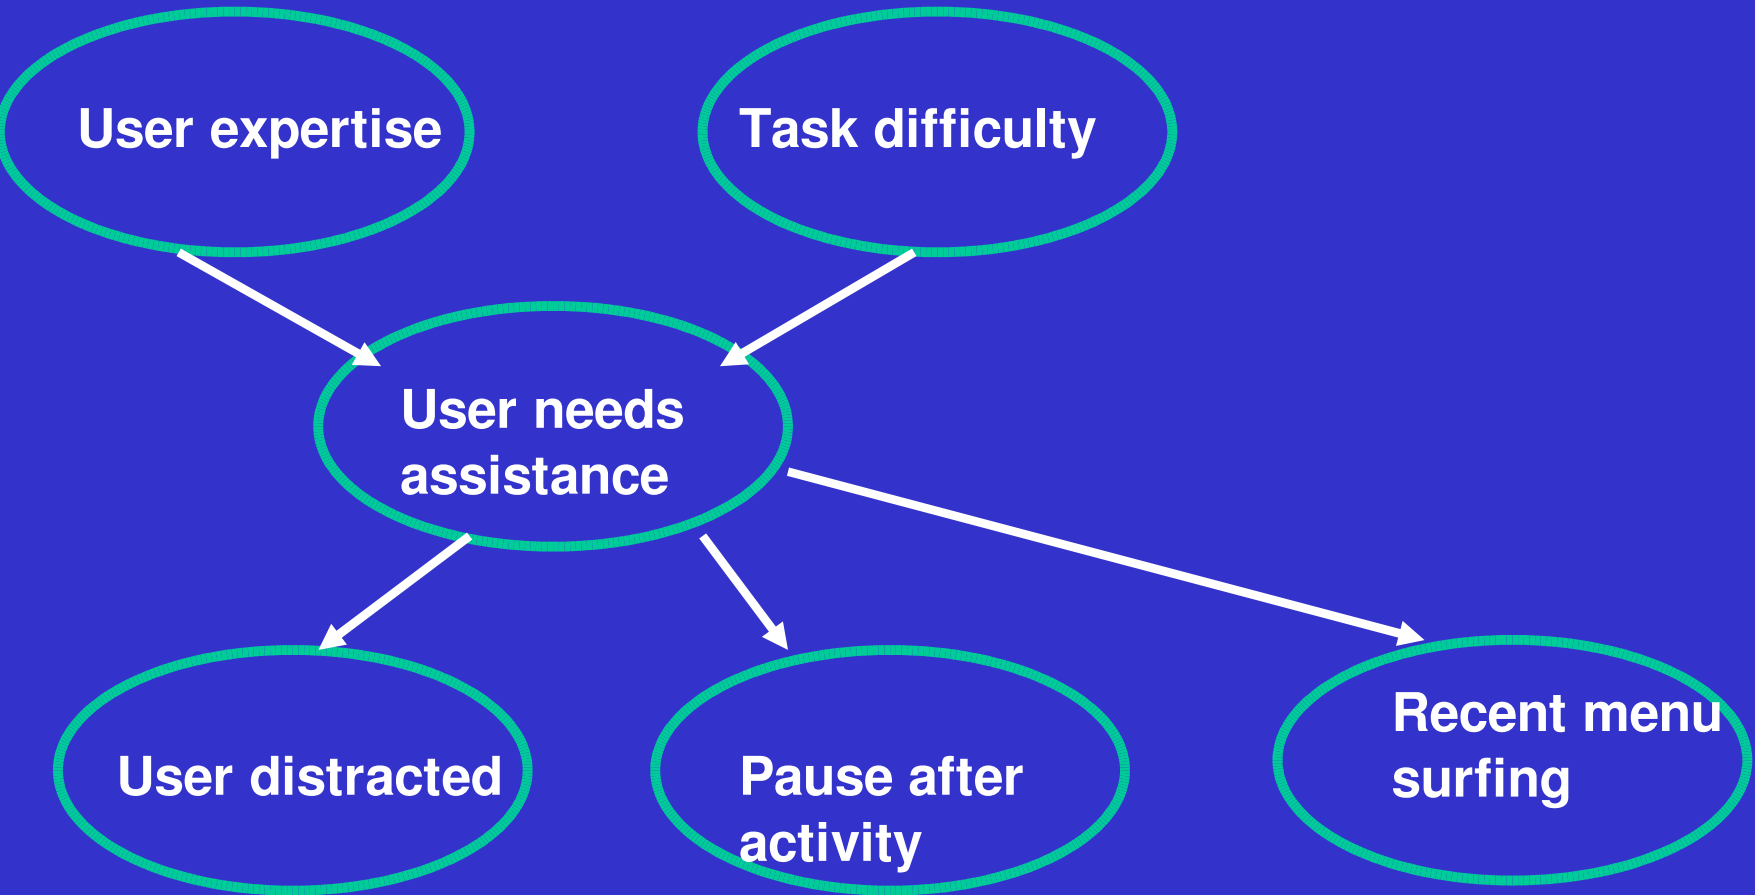 User expertise
Task difficulty
User needs
assistance
User distracted
Pause after
activity
Recent menu
surfing